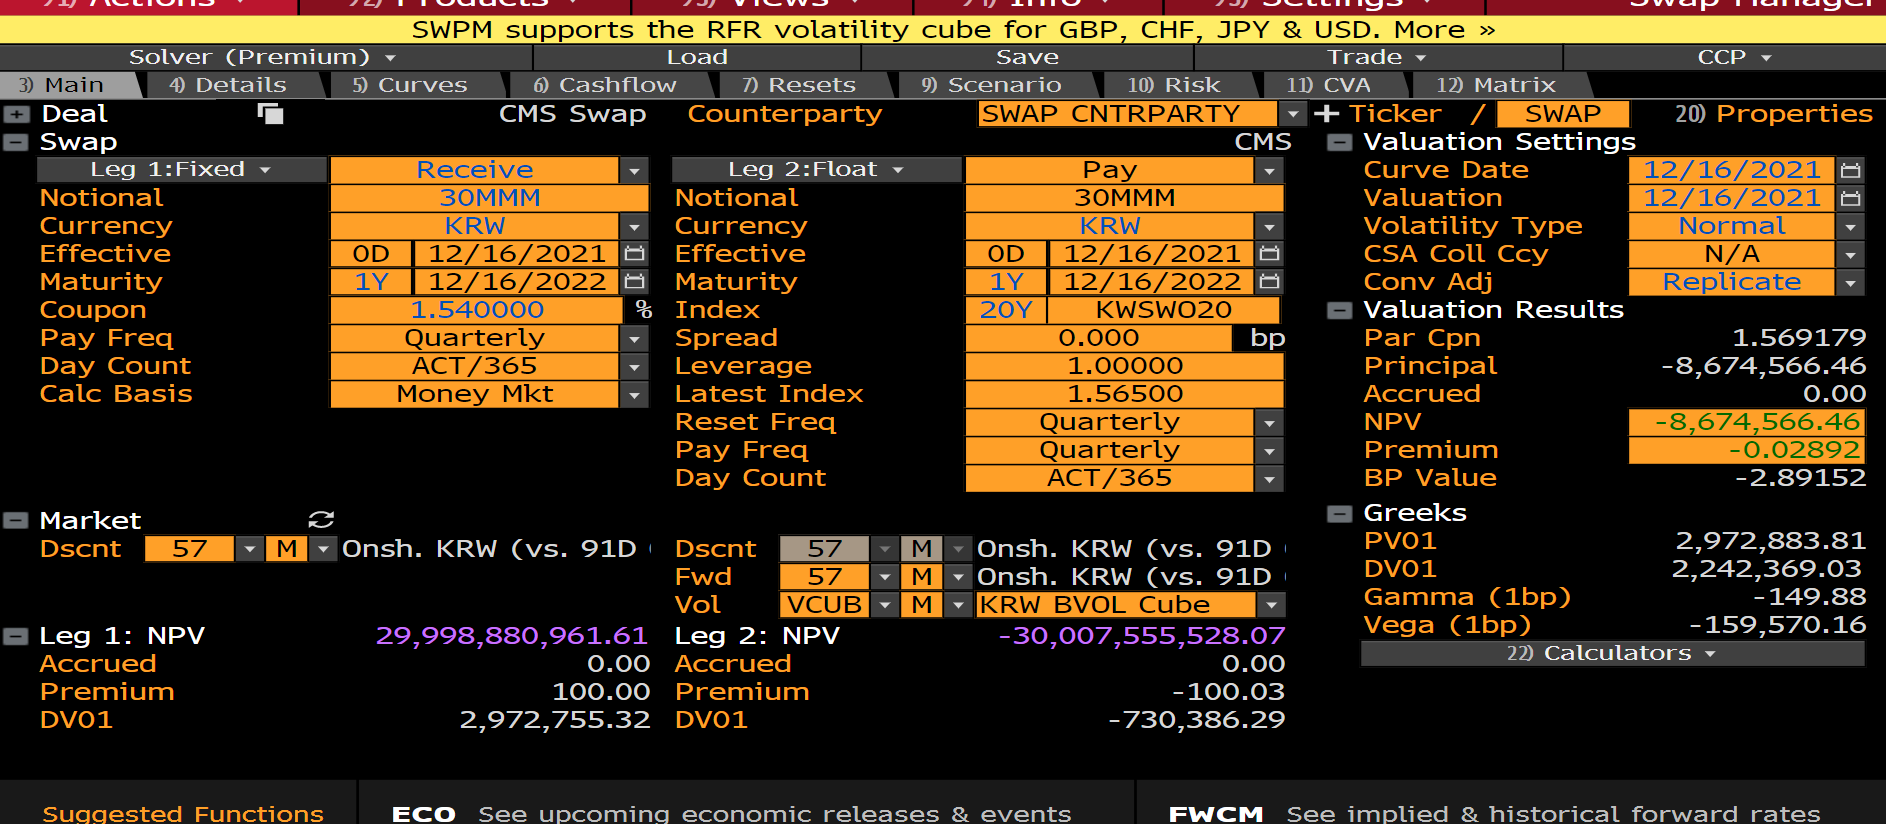 91) Actions 92) Products 93) Views 94) Info 95) Settings Swap Manager
SWPM supports the RFR volatility cube for GBP, CHF, JPY & USD. More »
Solver (Premium) Load Save Trade CCP
3) Main 4) Details 5) Curves 6) Cashflow 7) Resets 9) Scenario 10) Risk 11) CVA 12) Matrix
Deal CMS Swap Counterparty SWAP CNTRPARTY Ticker / SWAP 20) Properties
Swap CMS Valuation Settings
Leg 1:Fixed Receive Leg 2:Float Pay Curve Date 12/16/2021
Notional 30MMM Notional 30MMM Valuation 12/16/2021
Currency KRW Currency KRW Volatility Type Normal
Effective 0D 12/16/2021 Effective 0D 12/16/2021 CSA Coll Ccy N/A
Maturity 1Y 12/16/2022 Maturity 1Y 12/16/2022 Conv Adj Replicate
Coupon 1.540000 % Index 20Y KWSWO20 Valuation Results
Pay Freq Quarterly Spread 0.000 bp Par Cpn 1.569179
Day Count ACT/365 Leverage 1.00000 Principal -8,674,566.46
Calc Basis Money Mkt Latest Index 1.56500 Accrued 0.00
Reset Freq Quarterly NPV -8,674,566.46
Pay Freq Quarterly Premium -0.02892
Day Count ACT/365 BP Value -2.89152
Market Greeks
Dscnt 57 M Onsh. KRW (vs. 91D Dscnt 57 M Onsh. KRW (vs. 91D PV01 2,972,883.81
Fwd 57 M Onsh. KRW (vs. 91D DV01 2,242,369.03
Vol VCUB M KRW BVOL Cube Gamma (1bp) -149.88
Leg 1: NPV 29,998,880,961.61 Leg 2: NPV -30,007,555,528.07 Vega (1bp) -159,570.16
Accrued 0.00 Accrued 0.00 22) Calculators
Premium 100.00 Premium -100.03
DV01 2,972,755.32 DV01 -730,386.29
Suggested Functions ECO See upcoming economic releases & events FWCM See implied & historical forward rates